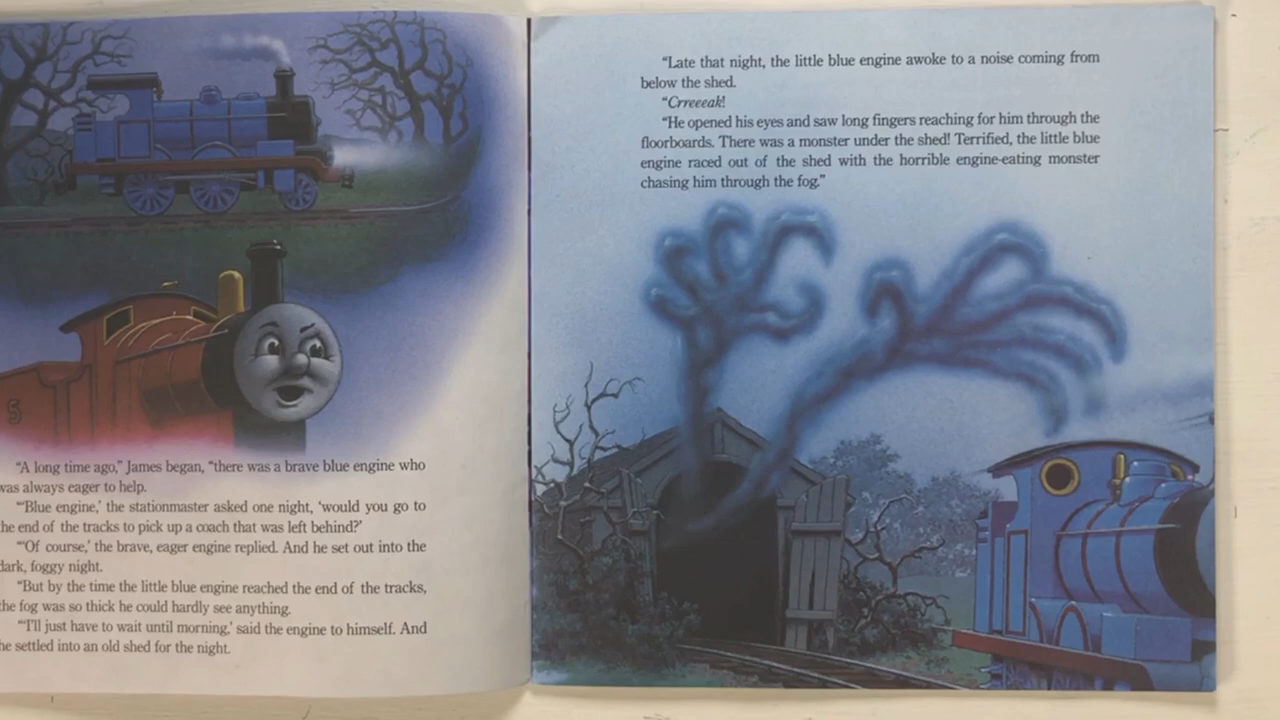 “A long time ago,” James began, “there was a brave blue engine who
was always eager to help.
“‘Blue engine,’ the stationmaster asked one night, ‘would you go to
the end of the tracks to pick up a coach that was left behind?’
“‘Of course,’ the brave, eager engine replied. And he set out into the
dark, foggy night.
“But by the time the little blue engine reached the end of the tracks,
the fog was so thick he could hardly see anything.
“‘I’ll just have to wait until morning,’ said the engine to himself. And
he settled into an old shed for the night.
“Late that night, the little blue engine awoke to a noise coming from
below the shed.
“Crreeeak!
“He opened his eyes and saw long fingers reaching for him through the
floorboards. There was a monster under the shed! Terrified, the little blue
engine raced out of the shed with the horrible engine-eating monster
chasing him through the fog.”
5